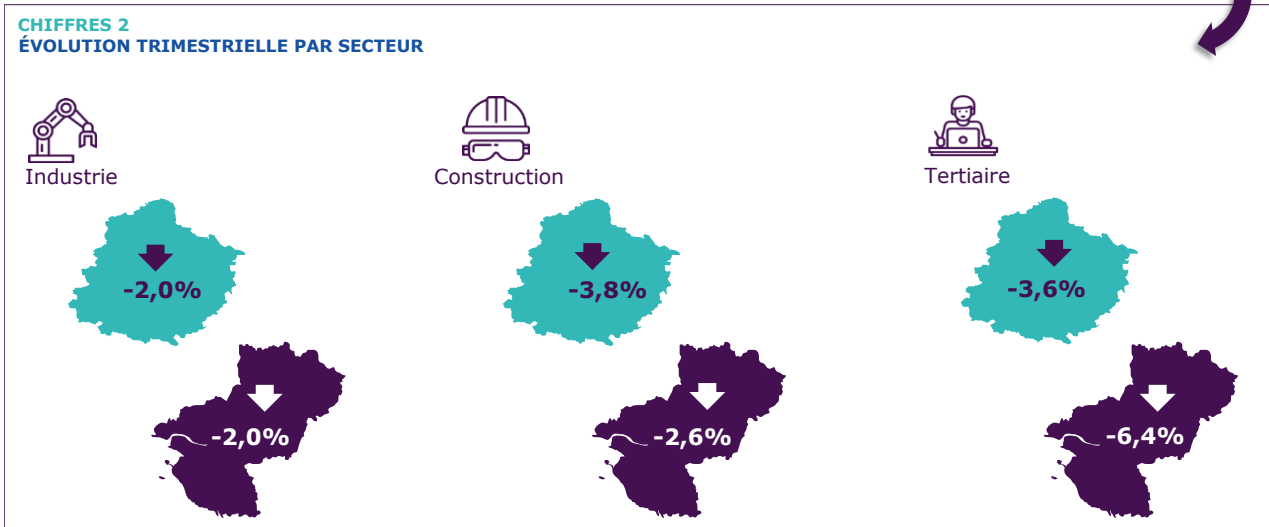 CHIFFRES 2
ÉVOLUTION TRIMESTRIELLE PAR SECTEUR
Industrie
Construction
Tertiaire
-2,0%
-3,8%
-3,6%
-2,0%
-2,6%
-6,4%